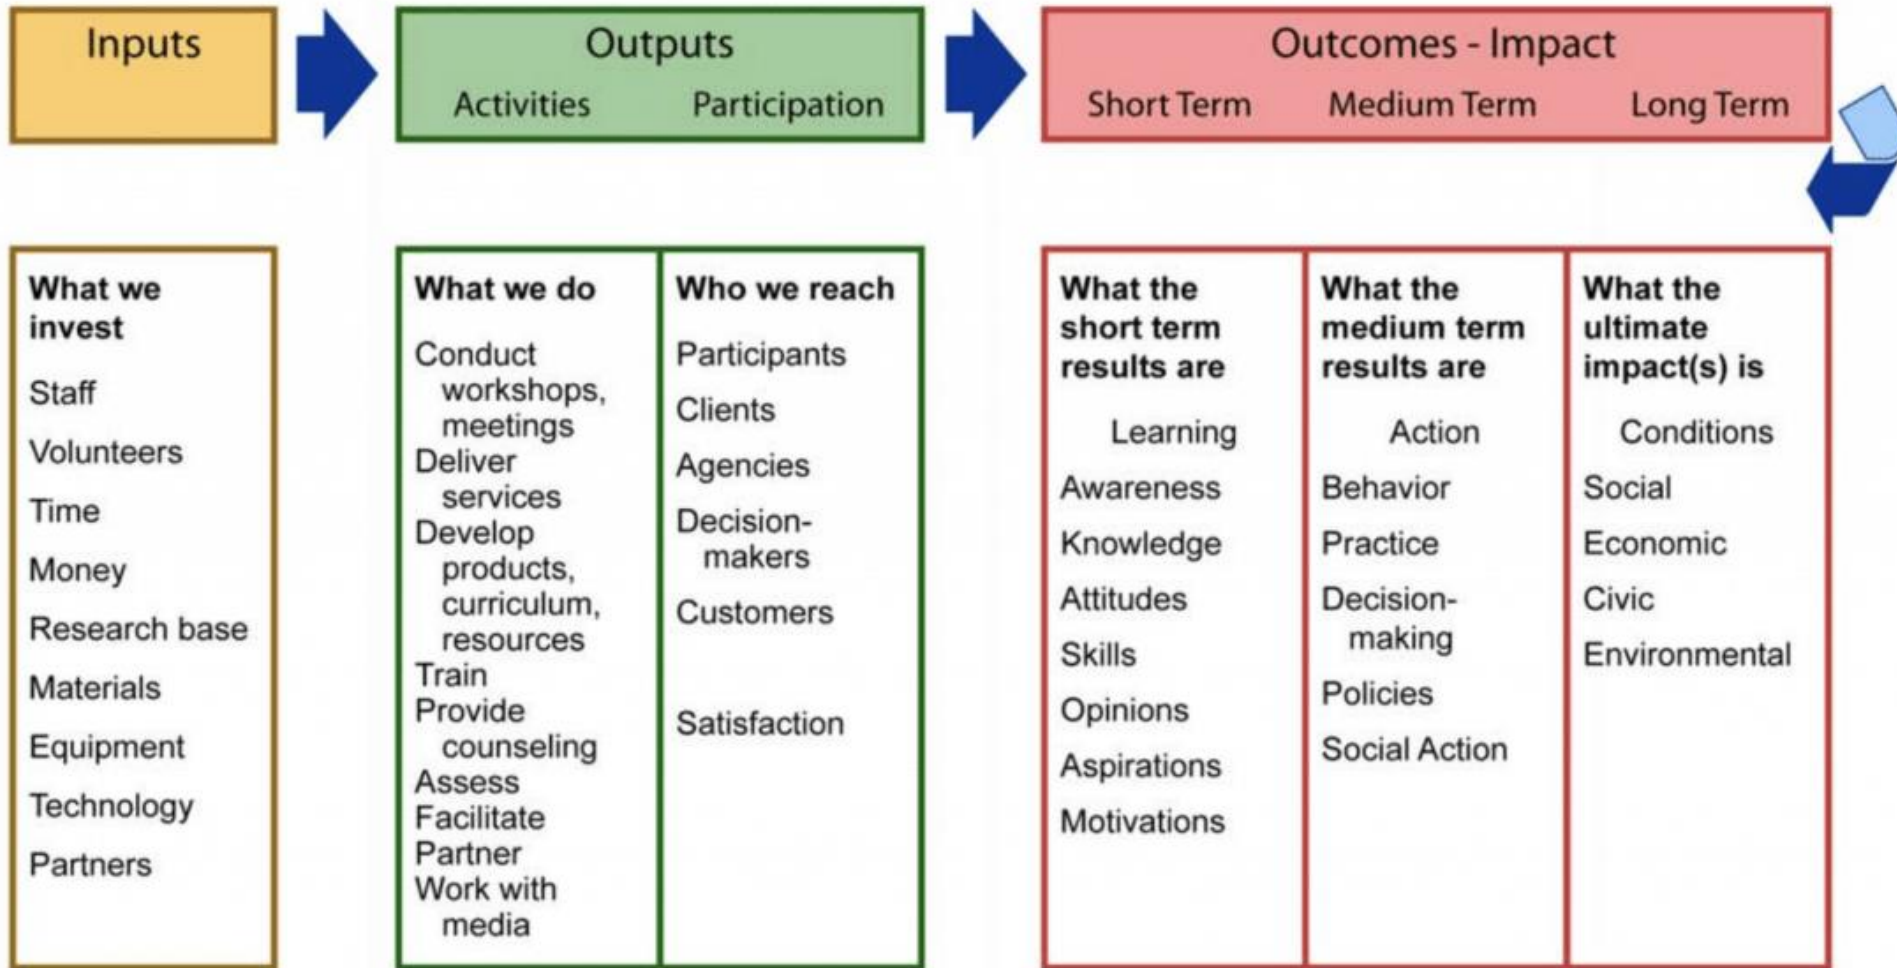 Inputs
Outputs
Activities
Participation
Outcomes - Impact
Short Term
Medium Term
Long Term
What we
invest
Staff
Volunteers
Time
Money
Research base
Materials
Equipment
Technology
Partners
What we do
Conduct
workshops,
meetings
Deliver
services
Develop
products,
curriculum,
resources
Train
Provide
counseling
Assess
Facilitate
Partner
Work with
media
Who we reach
Participants
Clients
Agencies
Decision-
makers
Customers
Satisfaction
What the
short term
results are
Learning
Awareness
Knowledge
Attitudes
Skills
Opinions
Aspirations
Motivations
What the
medium term
results are
Action
Behavior
Practice
Decision-
making
Policies
Social Action
What the
ultimate
impact(s) is
Conditions
Social
Economic
Civic
Environmental